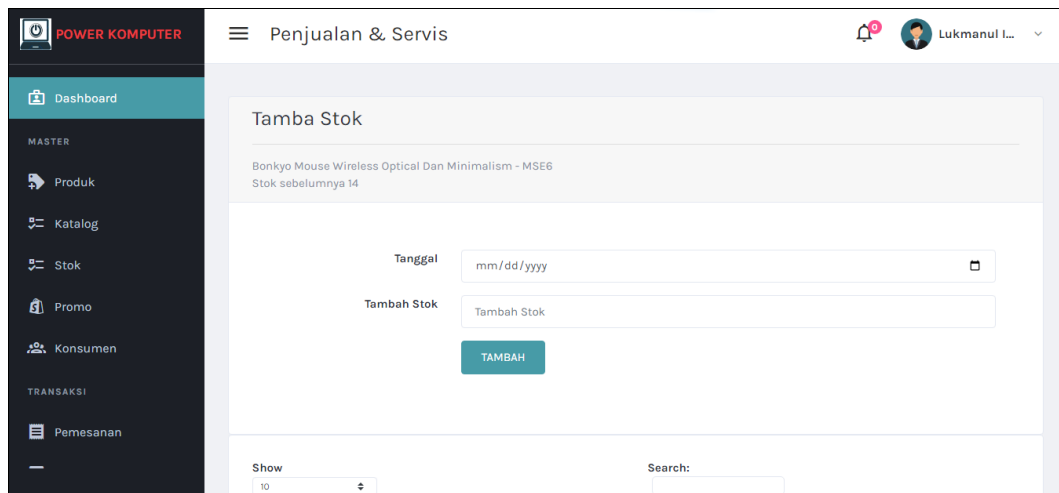 POWER KOMPUTER
Penjualan & Servis
0
Lukmanul I...
Dashboard
MASTER
Produk
Katalog
Stok
Promo
Konsumen
TRANSAKSI
Pemesanan
Tamba Stok
Bonkyo Mouse Wireless Optical Dan Minimalism - MSE6
Stok sebelumnya 14
Tanggal
mm/dd/yyyy
Tambah Stok
Tambah Stok
TAMBAH
Show
10
Search: